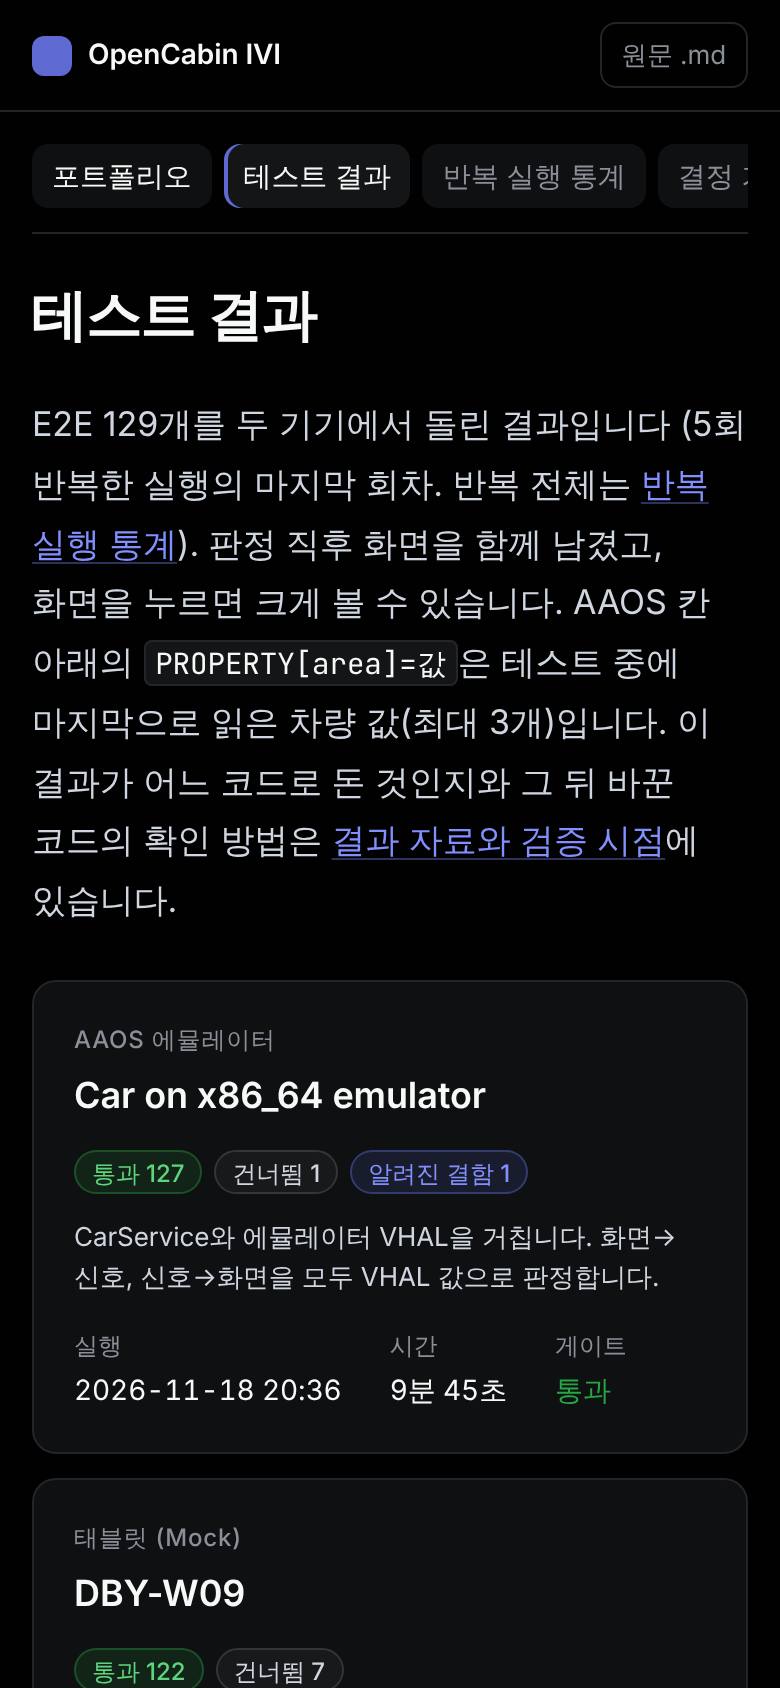 OpenCabin IVI
원문 .md
포트폴리오
테스트 결과
반복 실행 통계
결정
테스트 결과
E2E 129개를 두 기기에서 돌린 결과입니다 (5회
반복한 실행의 마지막 회차. 반복 전체는 반복
실행 통계). 판정 직후 화면을 함께 남겼고,
화면을 누르면 크게 볼 수 있습니다. AAOS 칸
아래의 PROPERTY[area]=값은 테스트 중에
마지막으로 읽은 차량 값(최대 3개)입니다. 이
결과가 어느 코드로 돈 것인지와 그 뒤 바꾼
코드의 확인 방법은 결과 자료와 검증 시점에
있습니다.
AAOS 에뮬레이터
Car on x86_64 emulator
통과 127
건너뜀 1
알려진 결함 1
CarService와 에뮬레이터 VHAL을 거칩니다. 화면→
신호, 신호→화면을 모두 VHAL 값으로 판정합니다.
실행
시간
게이트
2026-11-18 20:36
9분 45초
통과
태블릿 (Mock)
DBY-W09
통과 122
건너뜀 7